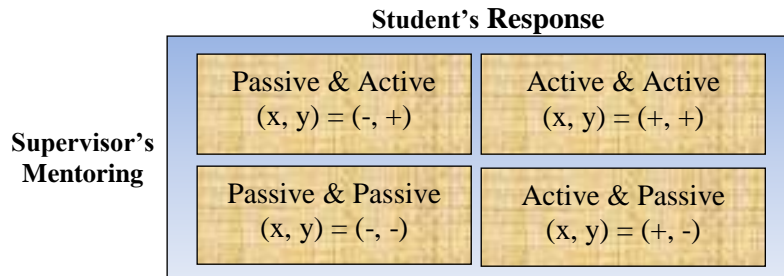 Student's Response
Supervisor's
Mentoring
Passive & Active
(x, y) = (-, +)
Active & Active
(x, y) = (+, +)
Passive & Passive
(x, y) = (-, -)
Active & Passive
(x, y) = (+, -)